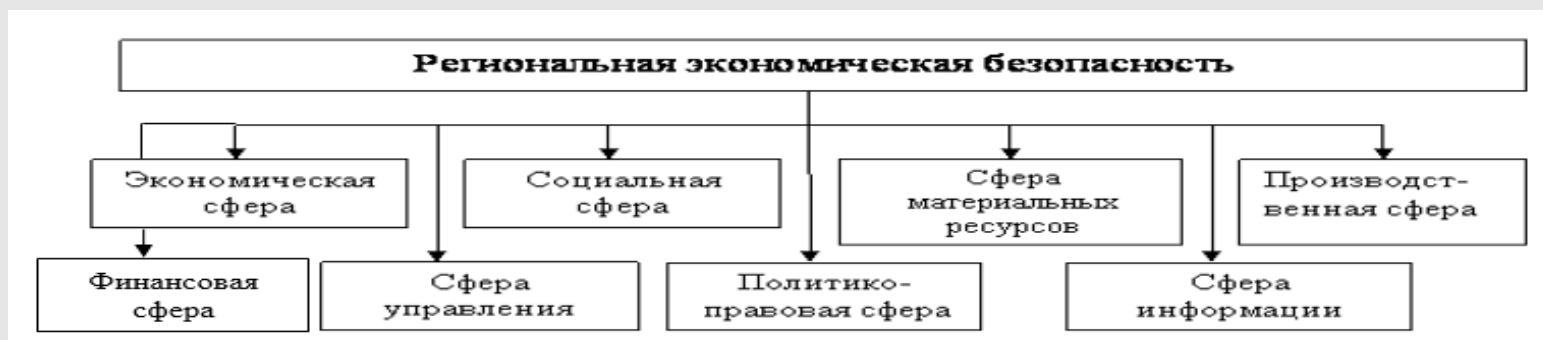 Региональная экономическая безопасность
Экономическая
сфера
Социальная
сфера
Сфера
материальных
ресурсов
Производст-
венная сфера
Финансовая
сфера
Сфера
управления
Политико-
правовая сфера
Сфера
информации